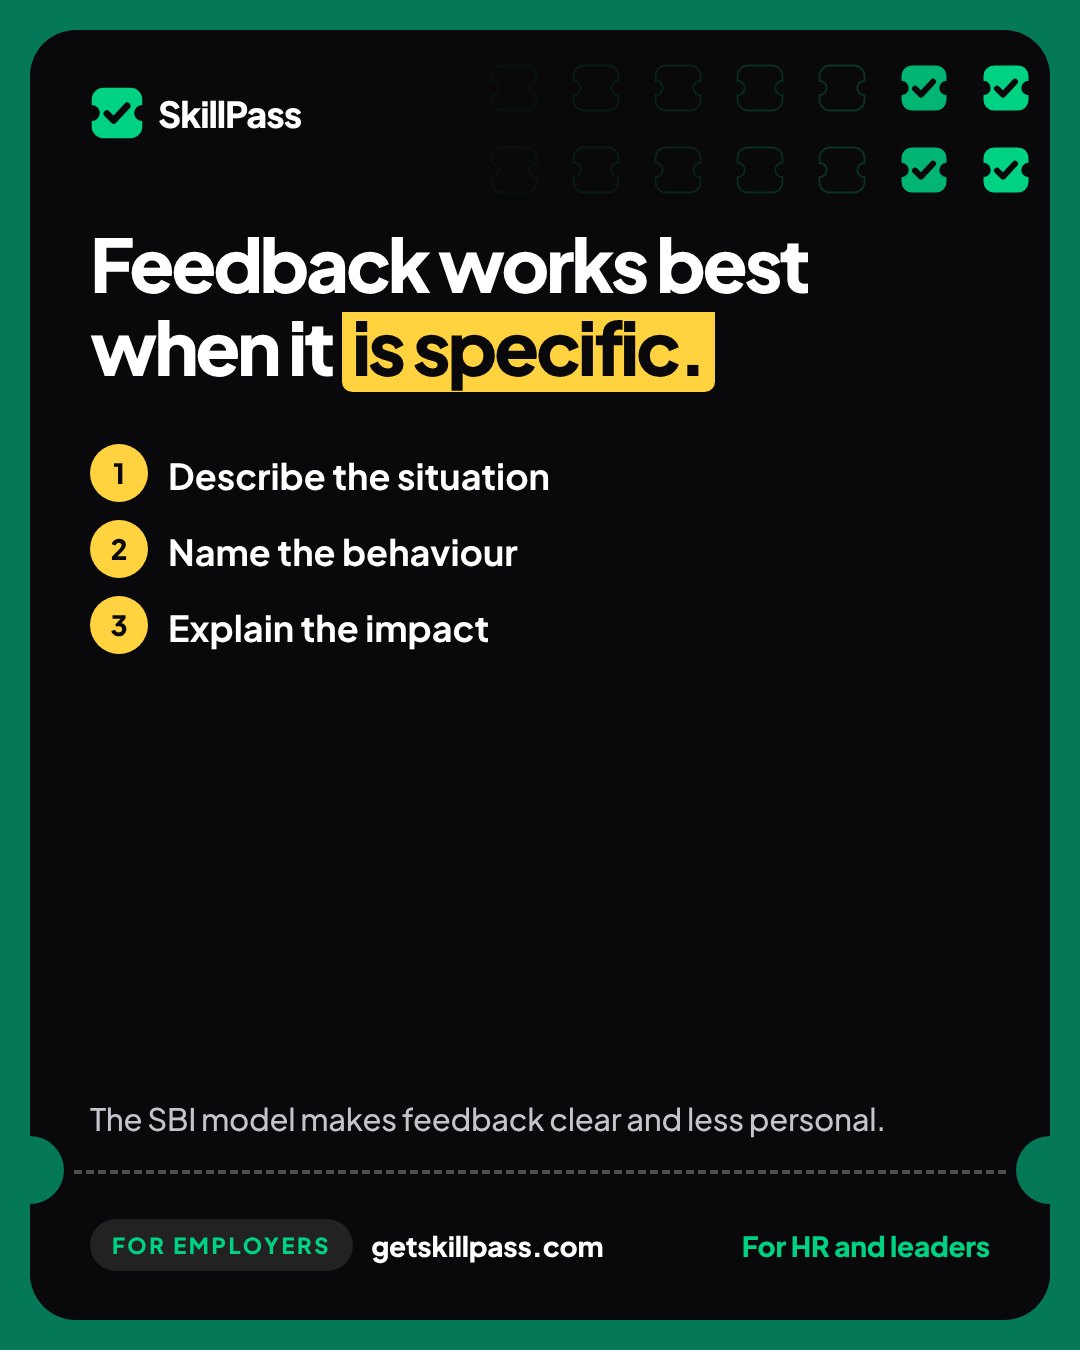 SkillPass
Feedback works best
when it is specific.
1 Describe the situation
2 Name the behaviour
3 Explain the impact
The SBI model makes feedback clear and less personal.
FOR EMPLOYERS getskillpass.com For HR and leaders